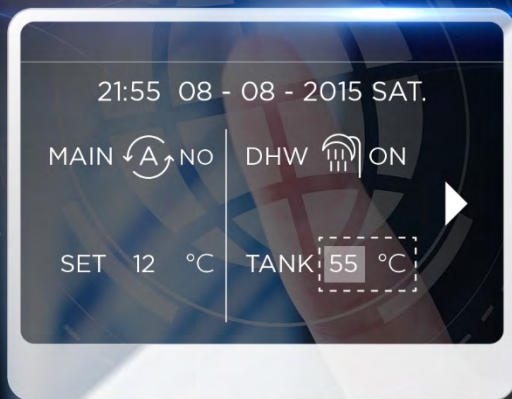 21:55 08 - 08 - 2015 SAT.
MAIN A NO DHW ON
SET 12 °C TANK 55 °C